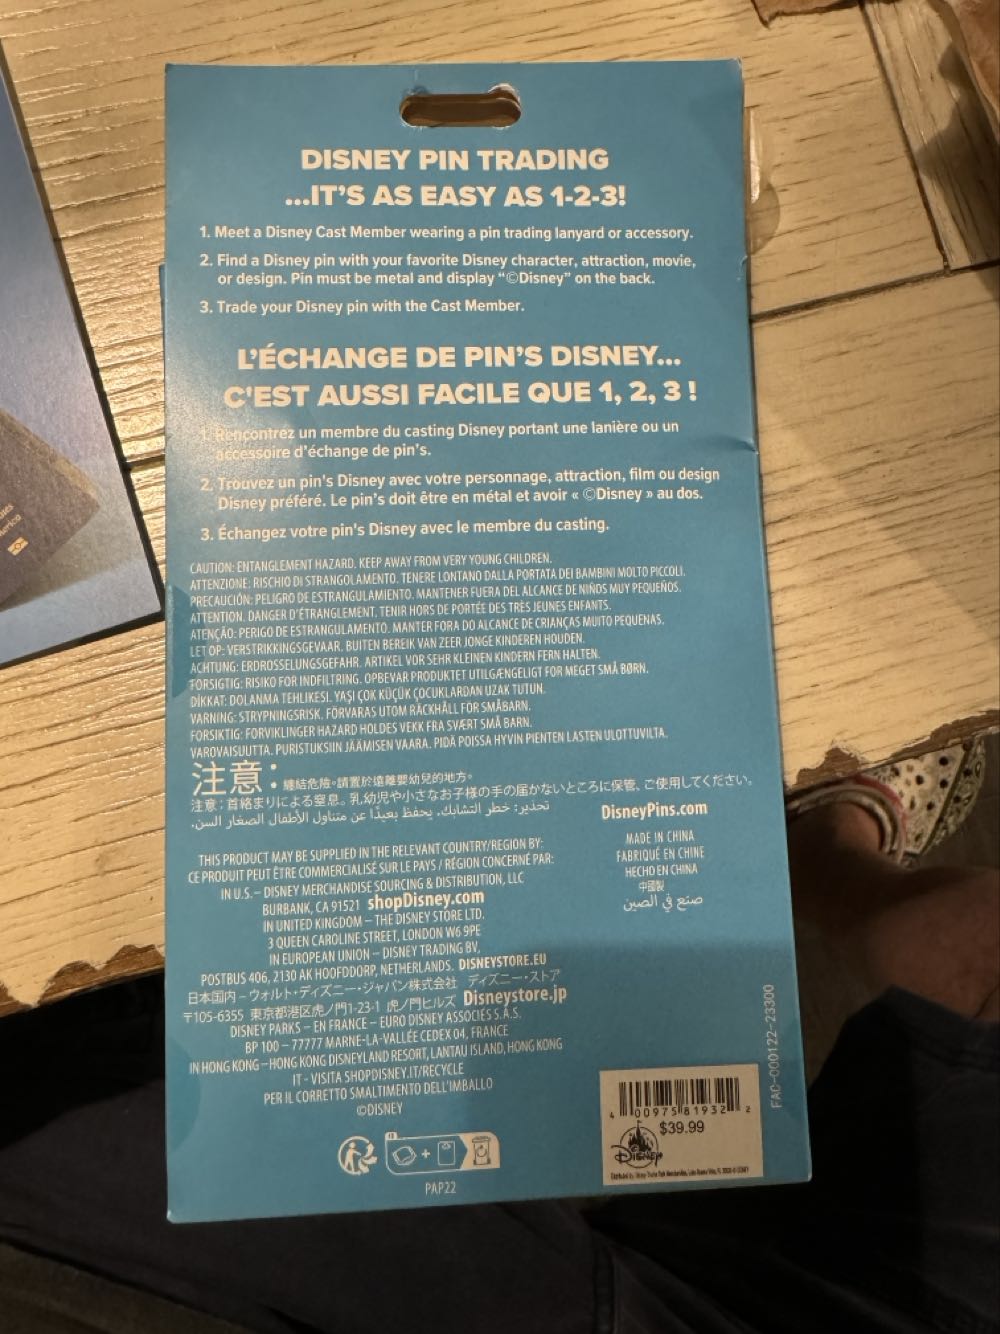 DISNEY PIN TRADING
...IT'S AS EASY AS 1-2-3!
1. Meet a Disney Cast Member wearing a pin trading lanyard or accessory.
2. Find a Disney pin with your favorite Disney character, attraction, movie,
or design. Pin must be metal and display “©Disney” on the back.
3. Trade your Disney pin with the Cast Member.
L'ÉCHANGE DE PIN'S DISNEY...
C'EST AUSSI FACILE QUE 1, 2, 3 !
1. Rencontrez un membre du casting Disney portant une lanière ou un
accessoire d'échange de pin's.
2. Trouvez un pin's Disney avec votre personnage, attraction, film ou design
Disney préféré. Le pin's doit être en métal et avoir « ©Disney » au dos.
3. Échangez votre pin's Disney avec le membre du casting.
CAUTION: ENTANGLEMENT HAZARD. KEEP AWAY FROM VERY YOUNG CHILDREN.
ATTENZIONE: RISCHIO DI STRANGOLAMENTO. TENERE LONTANO DALLA PORTATA DEI BAMBINI MOLTO PICCOLI.
PRECAUCIÓN: PELIGRO DE ESTRANGULAMIENTO. MANTENER FUERA DEL ALCANCE DE NIÑOS MUY PEQUEÑOS.
ATTENTION. DANGER D'ÉTRANGLEMENT. TENIR HORS DE PORTÉE DES TRÈS JEUNES ENFANTS.
ATENÇÃO: PERIGO DE ESTRANGULAMENTO. MANTER FORA DO ALCANCE DE CRIANÇAS MUITO PEQUENAS.
LET OP: VERSTRIKKINGSGEVAAR. BUITEN BEREIK VAN ZEER JONGE KINDEREN HOUDEN.
ACHTUNG: ERDROSSELUNGSGEFAHR. ARTIKEL VOR SEHR KLEINEN KINDERN FERN HALTEN.
FORSIGTIG: RISIKO FOR INDFILTRING. OPBEVAR PRODUKTET UTILGÆNGELIGT FOR MEGET SMÅ BØRN.
DİKKAT: DOLANMA TEHLIKESI. YAŞI ÇOK KÜÇÜK ÇOCUKLARDAN UZAK TUTUN.
VARNING: STRYPNINGSRISK. FÖRVARAS UTOM RÄCKHÅLL FÖR SMÅBARN.
FORSIKTIG: FORVIKLINGER HAZARD HOLDES VEKK FRA SVÆRT SMÅ BARN.
VAROVAISUUTTA. PURISTUKSIIN JÄÄMISEN VAARA. PIDÄ POISSA HYVIN PIENTEN LASTEN ULOTTUVILTA.
注意：纏結危險。請置於遠離嬰幼兒的地方。
注意：首絡まりによる窒息。乳幼児や小さなお子様の手の届かないところに保管、ご使用してください。
تحذير: خطر التشابك. يحفظ بعيدًا عن متناول الأطفال الصغار السن.
DisneyPins.com
MADE IN CHINA
FABRIQUÉ EN CHINE
HECHO EN CHINA
中國製
صنع في الصين
THIS PRODUCT MAY BE SUPPLIED IN THE RELEVANT COUNTRY/REGION BY:
CE PRODUIT PEUT ÊTRE COMMERCIALISÉ SUR LE PAYS / RÉGION CONCERNÉ PAR:
IN U.S. – DISNEY MERCHANDISE SOURCING & DISTRIBUTION, LLC
BURBANK, CA 91521 shopDisney.com
IN UNITED KINGDOM – THE DISNEY STORE LTD.
3 QUEEN CAROLINE STREET, LONDON W6 9PE
IN EUROPEAN UNION – DISNEY TRADING BV,
POSTBUS 406, 2130 AK HOOFDDORP, NETHERLANDS. DISNEYSTORE.EU
日本国内 - ウォルト・ディズニー・ジャパン株式会社 ディズニー・ストア
〒105-6355 東京都港区虎ノ門1-23-1 虎ノ門ヒルズ Disneystore.jp
DISNEY PARKS – EN FRANCE – EURO DISNEY ASSOCIÉS S.A.S.
BP 100 – 77777 MARNE-LA-VALLÉE CEDEX 04, FRANCE
IN HONG KONG – HONG KONG DISNEYLAND RESORT, LANTAU ISLAND, HONG KONG
IT - VISITA SHOPDISNEY.IT/RECYCLE
PER IL CORRETTO SMALTIMENTO DELL'IMBALLO
©DISNEY
PAP22
FAC-000122-23300
4 00975 81932 2
$39.99
Disney